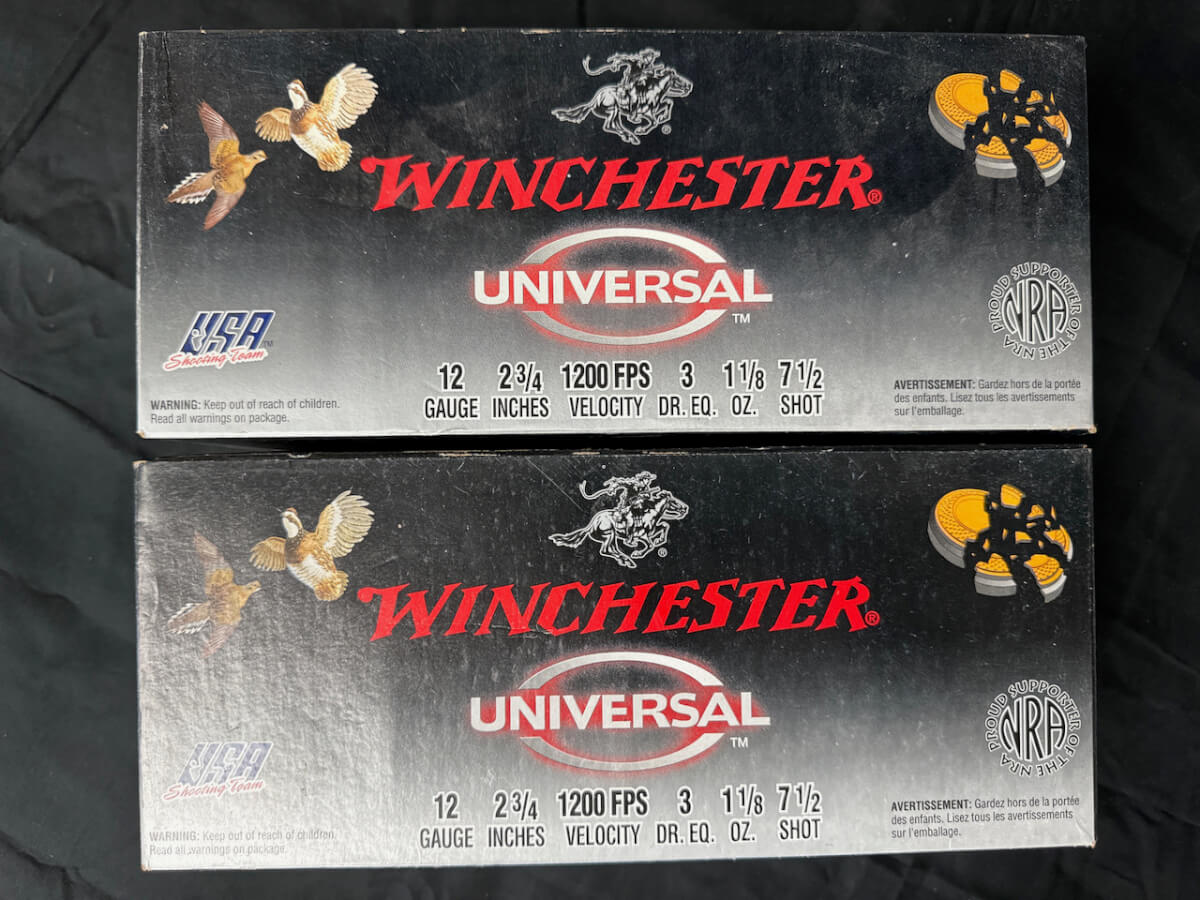 WINCHESTER®
UNIVERSAL™
USA™
Shooting Team
PROUD SUPPORTER OF THE NRA
NRA
12 2 3/4 1200 FPS 3 1 1/8 7 1/2
GAUGE INCHES VELOCITY DR. EQ. OZ. SHOT
WARNING: Keep out of reach of children.
Read all warnings on package.
AVERTISSEMENT: Gardez hors de la portée
des enfants. Lisez tous les avertissements
sur l'emballage.
WINCHESTER®
UNIVERSAL™
USA
Shooting Team
PROUD SUPPORTER OF THE NRA
NRA
12 2 3/4 1200 FPS 3 1 1/8 7 1/2
GAUGE INCHES VELOCITY DR. EQ. OZ. SHOT
WARNING: Keep out of reach of children.
Read all warnings on package.
AVERTISSEMENT: Gardez hors de la portée
des enfants. Lisez tous les avertissements
sur l'emballage.